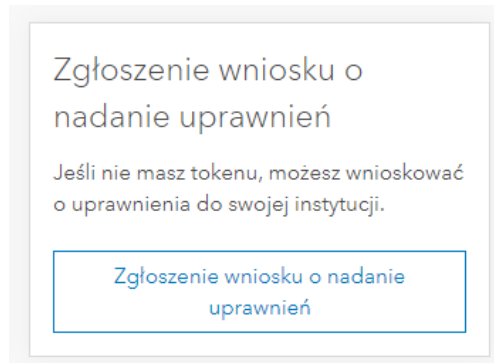 Zgłoszenie wniosku o
nadanie uprawnień
Jeśli nie masz tokenu, możesz wnioskować
o uprawnienia do swojej instytucji.
Zgłoszenie wniosku o nadanie
uprawnień